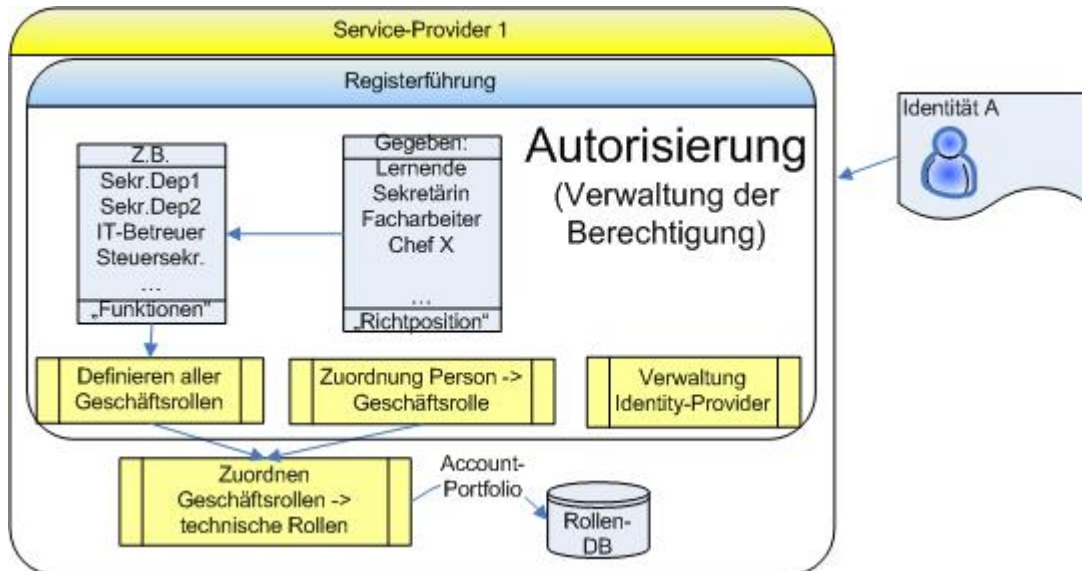 Service-Provider 1
Registerführung
Z.B.
Sekr.Dep1
Sekr.Dep2
IT-Betreuer
Steuersekr.
...
„Funktionen“
Gegeben:
Lernende
Sekretärin
Facharbeiter
Chef X
...
„Richtposition“
Autorisierung
(Verwaltung der
Berechtigung)
Identität A
Definieren aller
Geschäftsrollen
Zuordnung Person ->
Geschäftsrolle
Verwaltung
Identity-Provider
Zuordnen
Geschäftsrollen ->
technische Rollen
Account-
Portfolio
Rollen-
DB